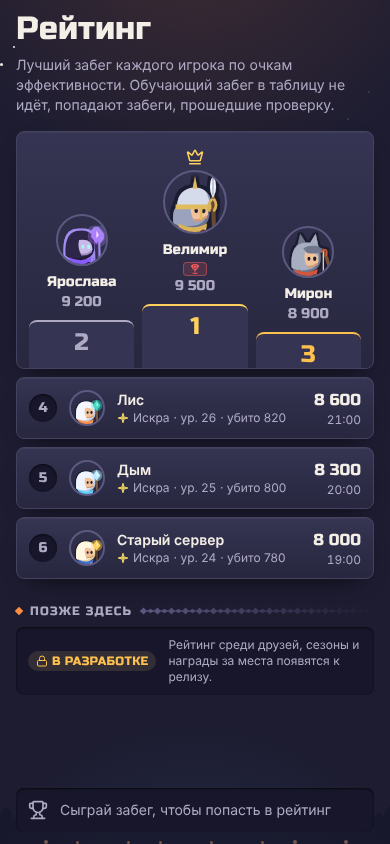 Рейтинг
Лучший забег каждого игрока по очкам
эффективности. Обучающий забег в таблицу не
идёт, попадают забеги, прошедшие проверку.
Велимир
9 500
1
Ярослава
9 200
2
Мирон
8 900
3
4
Лис
8 600
Искра · ур. 26 · убито 820
21:00
5
Дым
8 300
Искра · ур. 25 · убито 800
20:00
6
Старый сервер
8 000
Искра · ур. 24 · убито 780
19:00
ПОЗЖЕ ЗДЕСЬ
В РАЗРАБОТКЕ
Рейтинг среди друзей, сезоны и
награды за места появятся к
релизу.
Сыграй забег, чтобы попасть в рейтинг